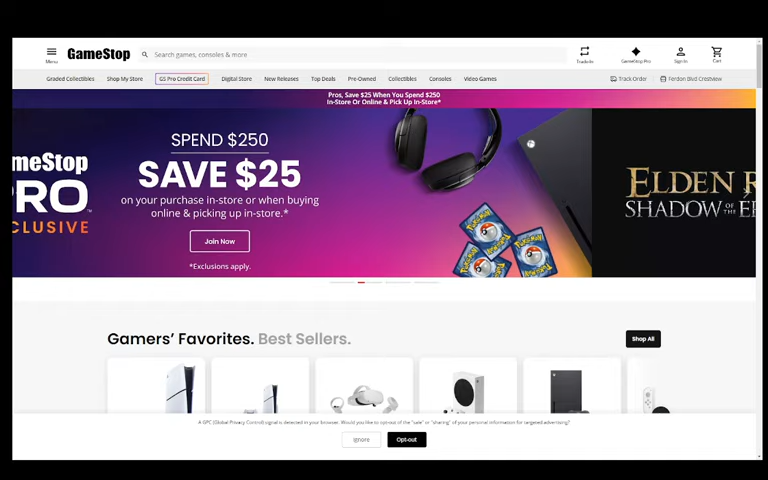 Menu
GameStop
Search games, consoles & more
Trade-In
GameStop Pro
Sign In
Cart
Graded Collectibles
Shop My Store
GS Pro Credit Card
Digital Store
New Releases
Top Deals
Pre-Owned
Collectibles
Consoles
Video Games
Track Order
Ferdon Blvd Crestview
Pros, Save $25 When You Spend $250
In-Store Or Online & Pick Up In-Store*
meStop
RO
CLUSIVE
SPEND $250
SAVE $25
on your purchase in-store or when buying
online & picking up in-store.*
Join Now
*Exclusions apply.
ELDEN R
SHADOW OF THE ER
Gamers' Favorites. Best Sellers.
Shop All
A GPC (Global Privacy Control) signal is detected in your browser. Would you like to opt-out of the "sale" or "sharing" of your personal information for targeted advertising?
Ignore
Opt-out